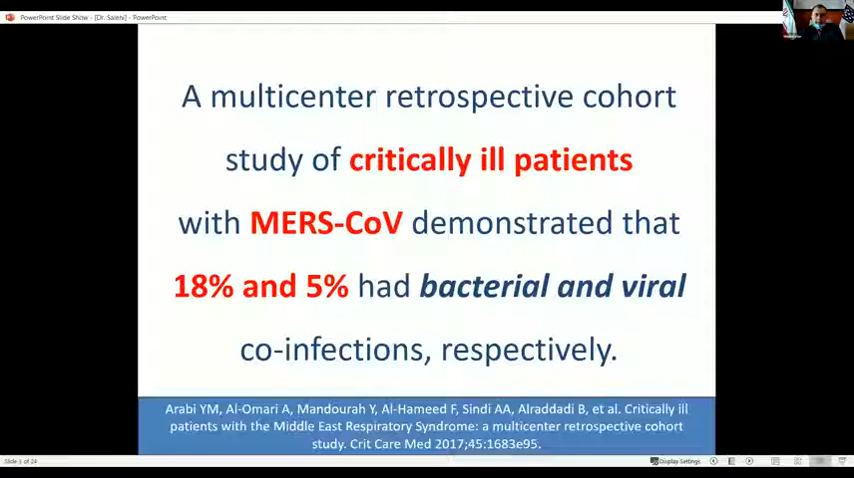 PowerPoint Slide Show - [Dr. Salehi] - PowerPoint
A multicenter retrospective cohort
study of critically ill patients
with MERS-CoV demonstrated that
18% and 5% had bacterial and viral
co-infections, respectively.
Arabi YM, Al-Omari A, Mandourah Y, Al-Hameed F, Sindi AA, Alraddadi B, et al. Critically ill
patients with the Middle East Respiratory Syndrome: a multicenter retrospective cohort
study. Crit Care Med 2017;45:1683e95.
of 24
Display Settings